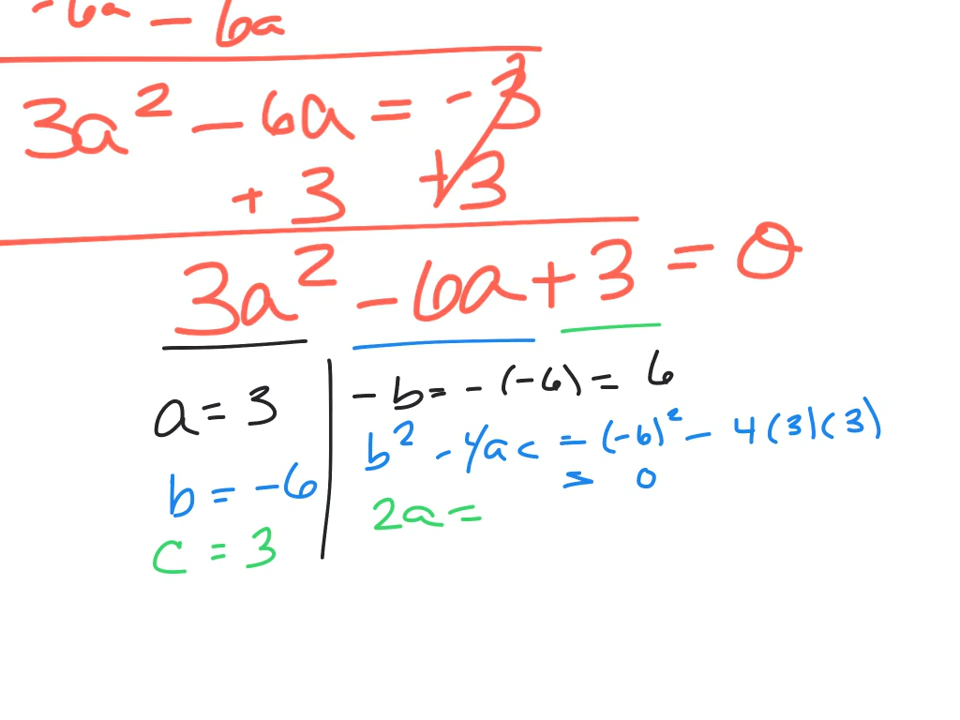 -6a - 6a
3a² - 6a = -3
+ 3 +3
3a² - 6a + 3 = 0
a = 3
b = -6
c = 3
-b = -(-6) = 6
b² - 4ac = (-6)² - 4(3)(3)
= 0
2a =